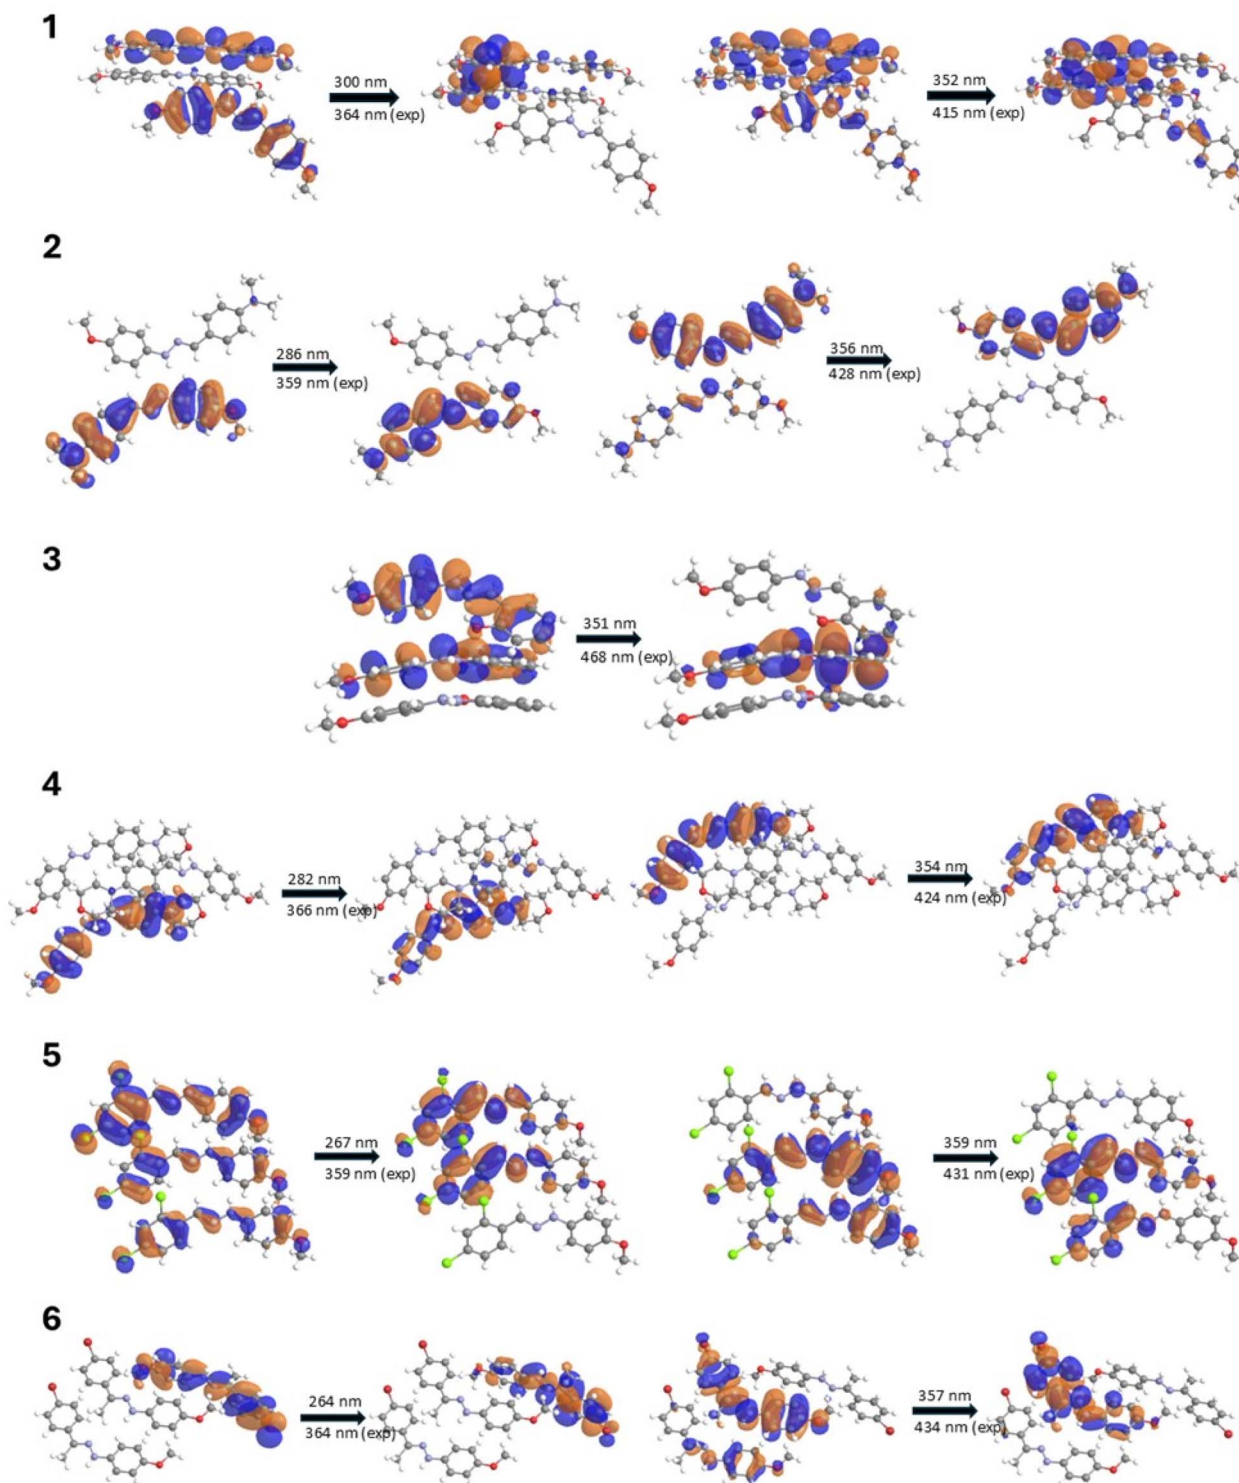 1
300 nm
364 nm (exp)
352 nm
415 nm (exp)
2
286 nm
359 nm (exp)
356 nm
428 nm (exp)
3
351 nm
468 nm (exp)
4
282 nm
366 nm (exp)
354 nm
424 nm (exp)
5
267 nm
359 nm (exp)
359 nm
431 nm (exp)
6
264 nm
364 nm (exp)
357 nm
434 nm (exp)